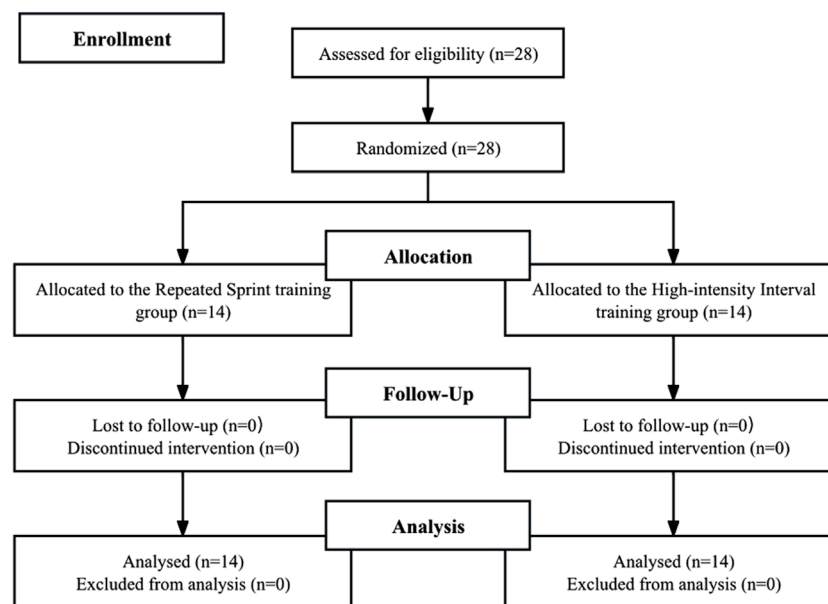 Enrollment
Assessed for eligibility (n=28)
Randomized (n=28)
Allocation
Allocated to the Repeated Sprint training
group (n=14)
Allocated to the High-intensity Interval
training group (n=14)
Follow-Up
Lost to follow-up (n=0)
Discontinued intervention (n=0)
Lost to follow-up (n=0)
Discontinued intervention (n=0)
Analysis
Analysed (n=14)
Excluded from analysis (n=0)
Analysed (n=14)
Excluded from analysis (n=0)